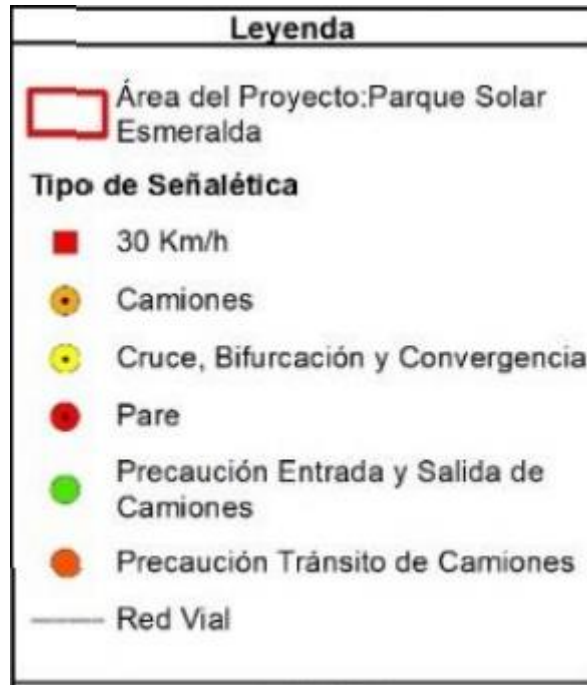 Leyenda
Área del Proyecto:Parque Solar
Esmeralda
Tipo de Señalética
30 Km/h
Camiones
Cruce, Bifurcación y Convergencia
Pare
Precaución Entrada y Salida de
Camiones
Precaución Tránsito de Camiones
Red Vial